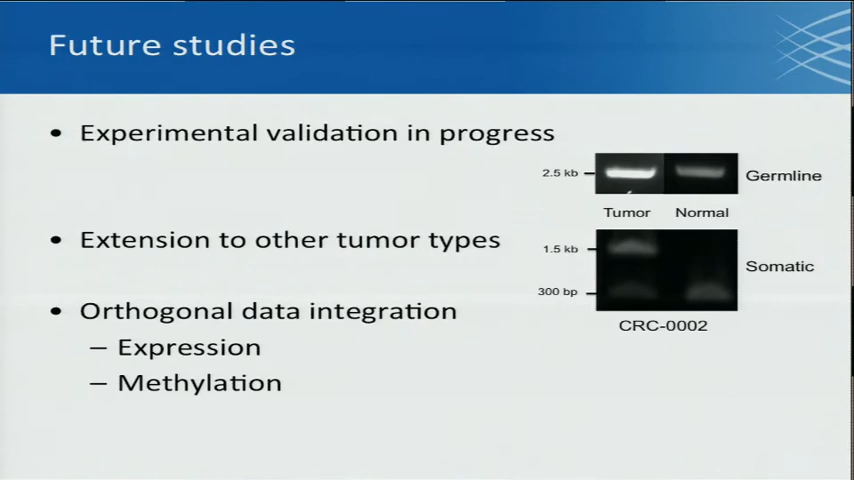 Future studies
• Experimental validation in progress
2.5 kb
Germline
Tumor Normal
• Extension to other tumor types
1.5 kb
Somatic
300 bp
CRC-0002
• Orthogonal data integration
– Expression
– Methylation